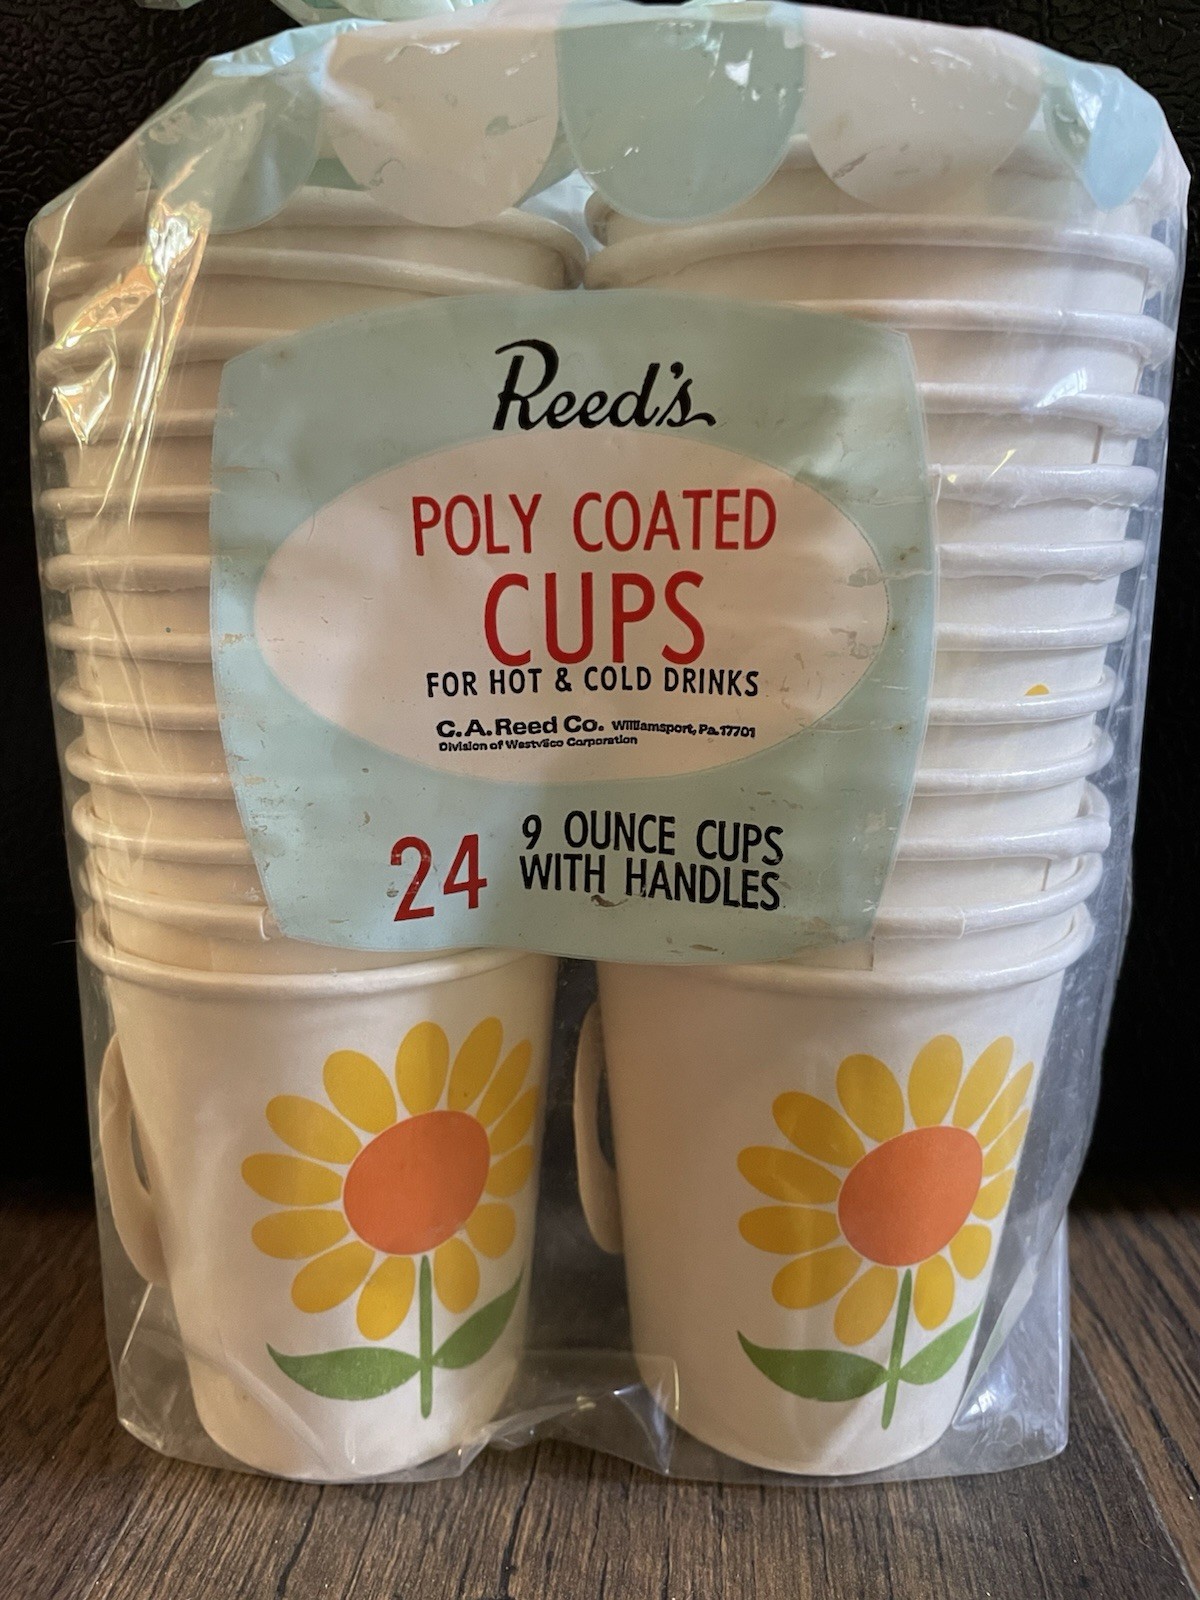 Reed's
POLY COATED
CUPS
FOR HOT & COLD DRINKS
C.A.Reed Co. Williamsport, Pa.17701
Division of Westvaco Corporation
24 9 OUNCE CUPS
WITH HANDLES